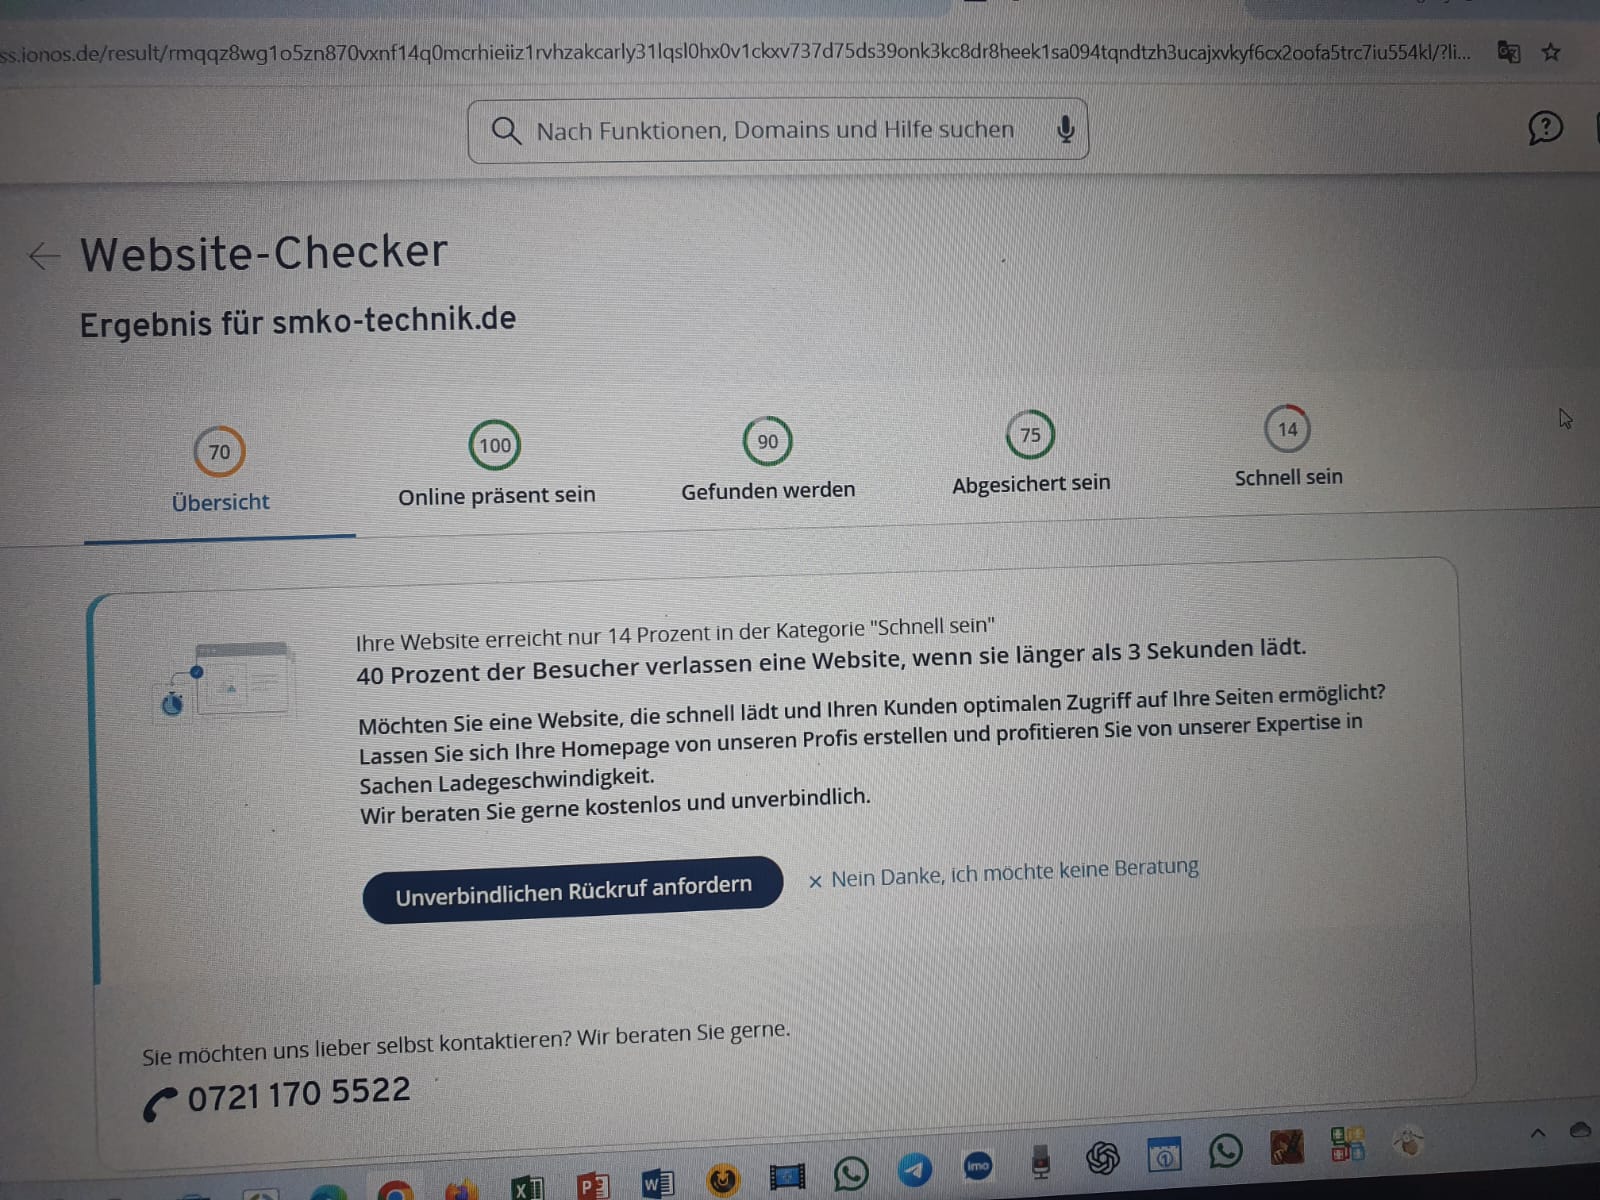 ss.ionos.de/result/rmqqz8wg1o5zn870vxnf14q0mcrhieiiz1rvhzakcarly31lqsl0hx0v1ckxv737d75ds39onk3kc8dr8heek1sa094tqndtzh3ucajxvkyf6cx2oofa5trc7iu554kl/?li...
Nach Funktionen, Domains und Hilfe suchen
Website-Checker
Ergebnis für smko-technik.de
70 100 90 75 14
Übersicht Online präsent sein Gefunden werden Abgesichert sein Schnell sein
Ihre Website erreicht nur 14 Prozent in der Kategorie "Schnell sein"
40 Prozent der Besucher verlassen eine Website, wenn sie länger als 3 Sekunden lädt.
Möchten Sie eine Website, die schnell lädt und Ihren Kunden optimalen Zugriff auf Ihre Seiten ermöglicht?
Lassen Sie sich Ihre Homepage von unseren Profis erstellen und profitieren Sie von unserer Expertise in
Sachen Ladegeschwindigkeit.
Wir beraten Sie gerne kostenlos und unverbindlich.
Unverbindlichen Rückruf anfordern × Nein Danke, ich möchte keine Beratung
Sie möchten uns lieber selbst kontaktieren? Wir beraten Sie gerne.
0721 170 5522
imo